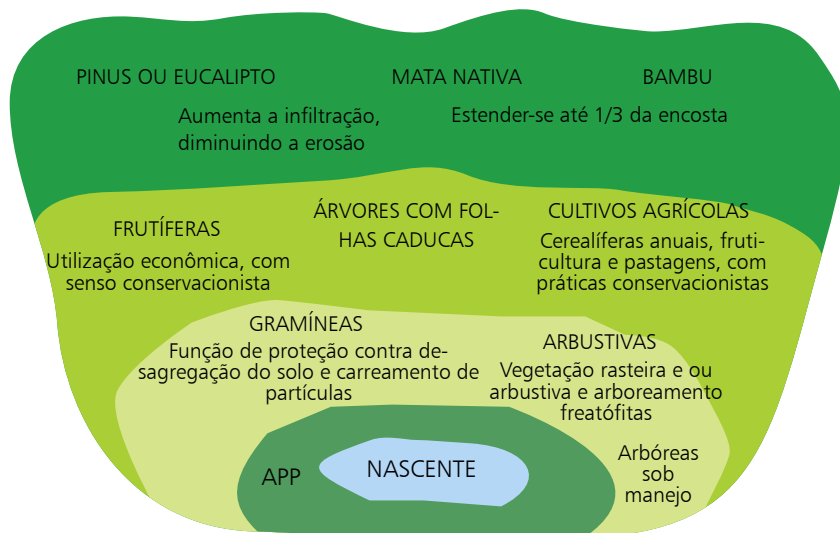 PINUS OU EUCALIPTO
MATA NATIVA
BAMBU
Aumenta a infiltração,
diminuindo a erosão
Estender-se até 1/3 da encosta
FRUTÍFERAS
Utilização econômica, com
senso conservacionista
ÁRVORES COM FOL-
HAS CADUCAS
CULTIVOS AGRÍCOLAS
Cerealíferas anuais, fruti-
cultura e pastagens, com
práticas conservacionistas
GRAMÍNEAS
Função de proteção contra de-
sagregação do solo e carreamento de
partículas
ARBUSTIVAS
Vegetação rasteira e ou
arbustiva e arboreamento
freatófitas
APP
NASCENTE
Arbóreas
sob
manejo